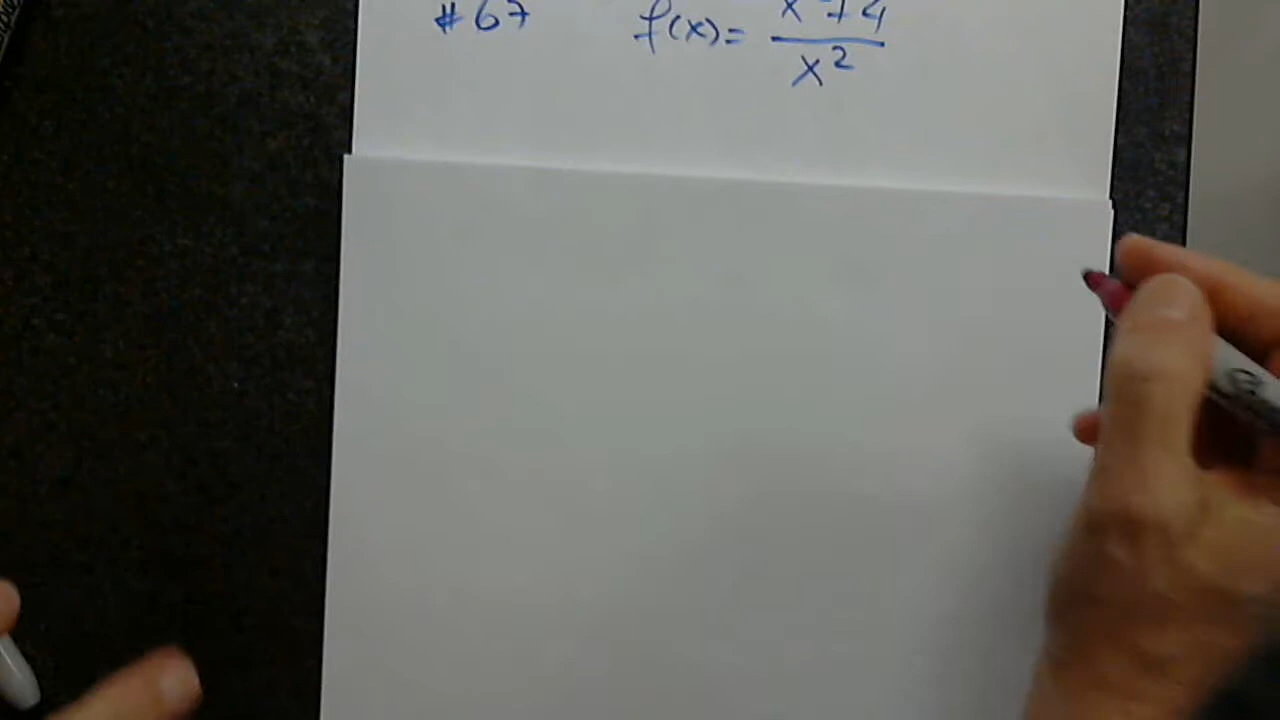 #67 f(x)= x +4
x²